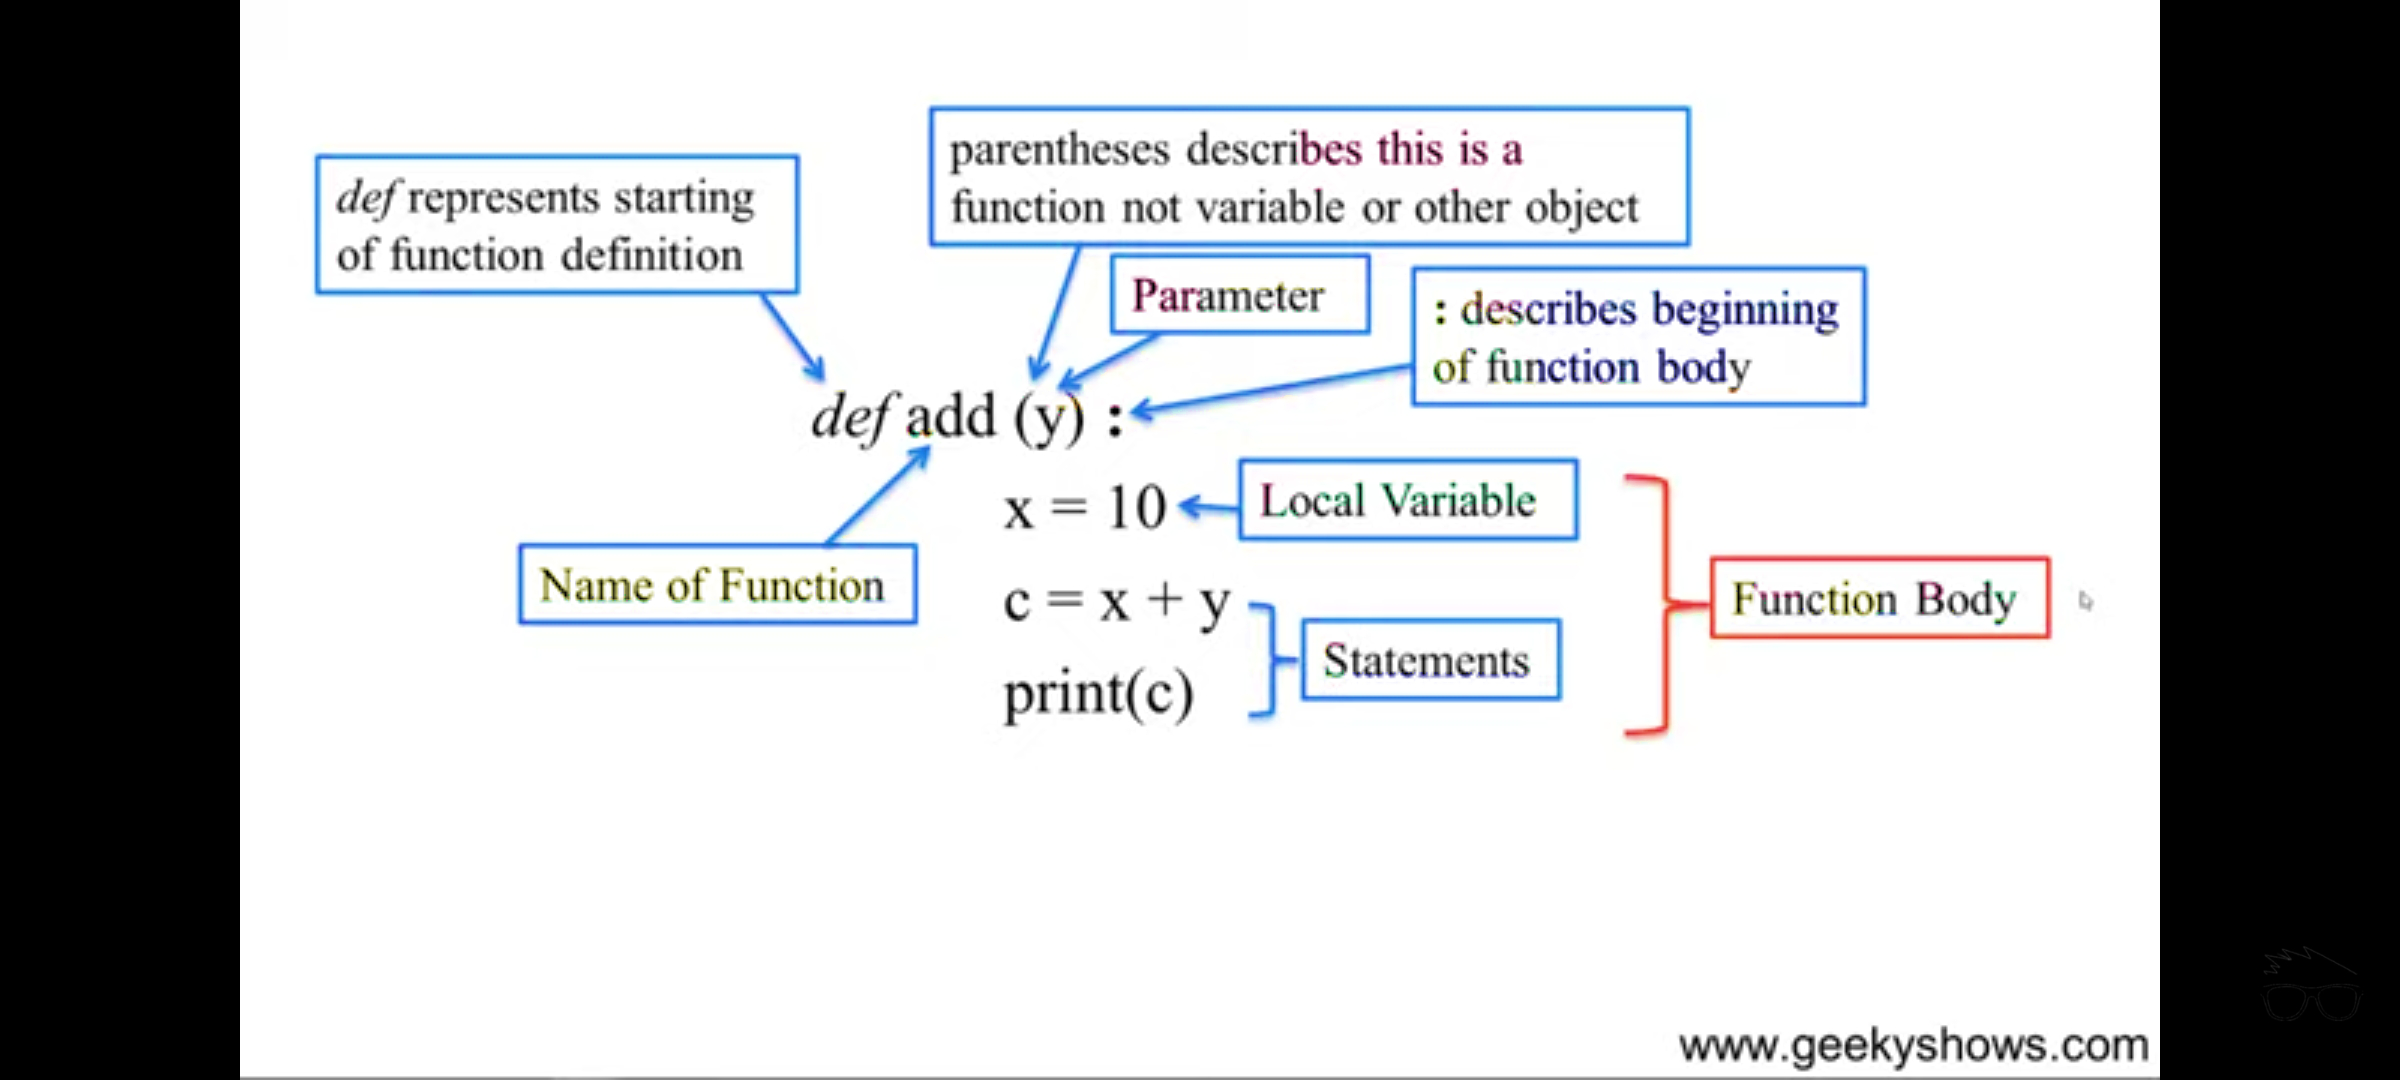 parentheses describes this is a
function not variable or other object
def represents starting
of function definition
Parameter
: describes beginning
of function body
def add (y) :
x = 10
Local Variable
Name of Function
c = x + y
Function Body
Statements
print(c)
www.geekyshows.com